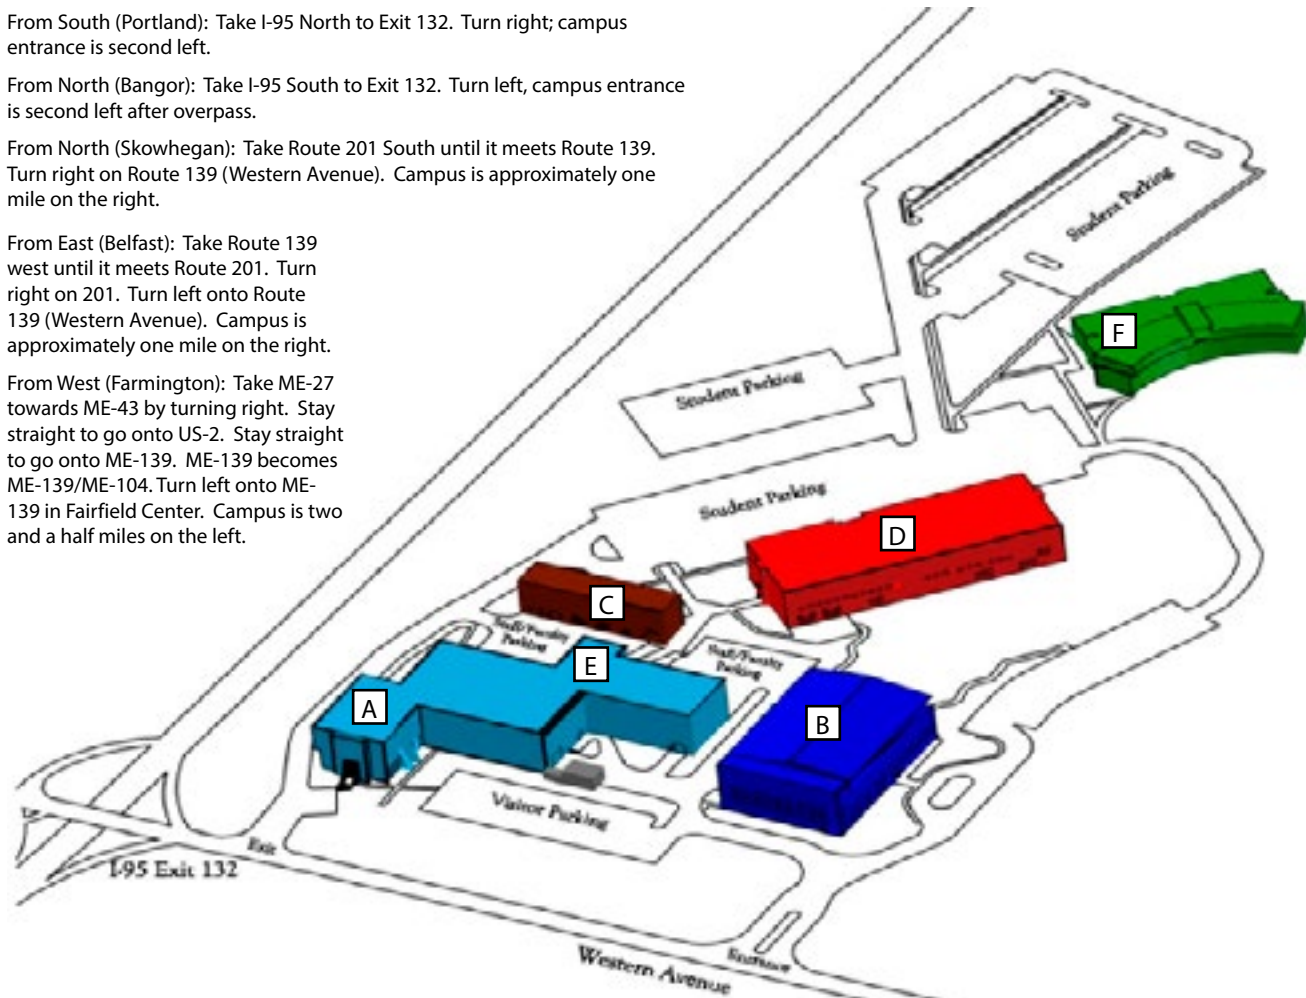 From South (Portland):  Take I-95 North to Exit 132.  Turn right; campus
entrance is second left.
From North (Bangor):  Take I-95 South to Exit 132.  Turn left, campus entrance
is second left after overpass.
From North (Skowhegan):  Take Route 201 South until it meets Route 139.
Turn right on Route 139 (Western Avenue).  Campus is approximately one
mile on the right.
From East (Belfast):  Take Route 139
west until it meets Route 201.  Turn
right on 201.  Turn left onto Route
139 (Western Avenue).  Campus is
approximately one mile on the right.
From West (Farmington):  Take ME-27
towards ME-43 by turning right.  Stay
straight to go onto US-2.  Stay straight
to go onto ME-139.  ME-139 becomes
ME-139/ME-104. Turn left onto ME-
139 in Fairfield Center.  Campus is two
and a half miles on the left.
Student Parking
F
Student Parking
Student Parking
D
C
Staff/Faculty
Parking
Staff/Faculty
Parking
E
A
B
Visitor Parking
Exit
I-95 Exit 132
Entrance
Western Avenue